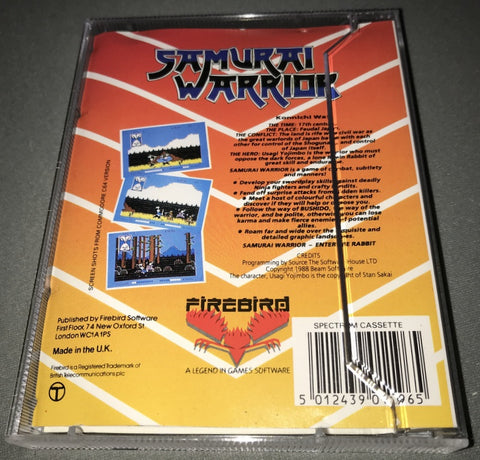 SAMURAI
WARRIOR
Konnichi Wa
THE TIME: 17th century
THE PLACE: Feudal Japan
THE CONFLICT: The land is rife with civil war as
the great warlords of Japan battle with each
other for control of the Shogunate, and control
of Japan itself.
THE HERO: Usagi Yojimbo is the warrior who must
oppose the dark forces, a lone Ronin Rabbit of
great skill and endurance.
SAMURAI WARRIOR is a game of combat, subtlety
and manners!
● Develop your swordplay skills against deadly
Ninja fighters and crafty bandits.
● Fend off surprise attacks from hidden killers.
● Meet a host of colourful characters and
discover if they will help or oppose you.
● Follow the way of BUSHIDO, the way of the
warrior, and be polite, otherwise you can lose
karma and make fierce enemies of potential
allies.
● Roam far and wide over the exquisite and
detailed graphic landscapes.
SAMURAI WARRIOR – ENTER THE RABBIT
CREDITS
Programming by Source The Software House LTD
Copyright 1988 Beam Software
The character, Usagi Yojimbo is the copyright of Stan Sakai
SCREEN SHOTS FROM COMMODORE C64 VERSION
FIREBIRD
A LEGEND IN GAMES SOFTWARE
Published by Firebird Software
First Floor, 74 New Oxford St
London WC1A 1PS
Made in the U.K.
Firebird is a Registered Trademark of
British Telecommunications plc
T
SPECTRUM CASSETTE
5 012439 965